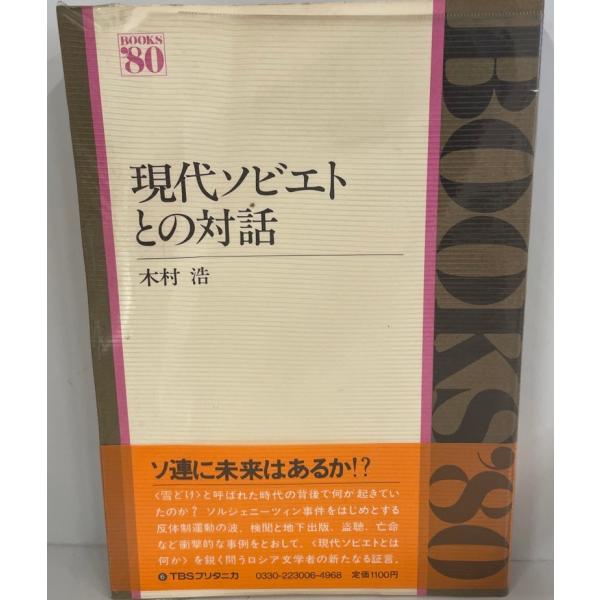 BOOKS
'80
現代ソビエト
との対話
木村 浩
BOOKS'80
ソ連に未来はあるか!?
〈雪どけ〉と呼ばれた時代の背後で何が起きてい
たのか? ソルジェニーツィン事件をはじめとする
反体制運動の波、検閲と地下出版、盗聴、亡命
など衝撃的な事例をとおして、〈現代ソビエトとは
何か〉を鋭く問うロシア文学者の新たなる証言。
TBSブリタニカ 0330-223006-4968 定価1100円